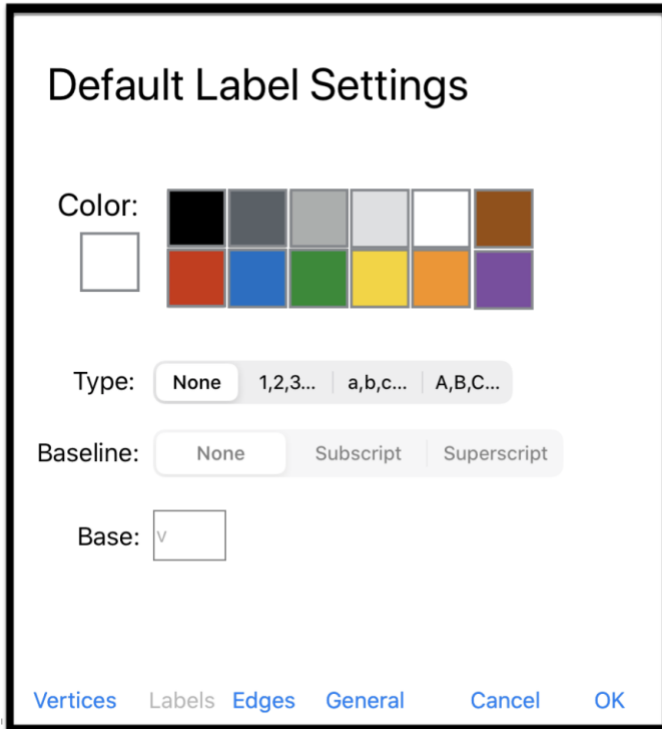 Default Label Settings
Color:
Type: None 1,2,3... a,b,c... A,B,C...
Baseline: None Subscript Superscript
Base: v
Vertices Labels Edges General Cancel OK